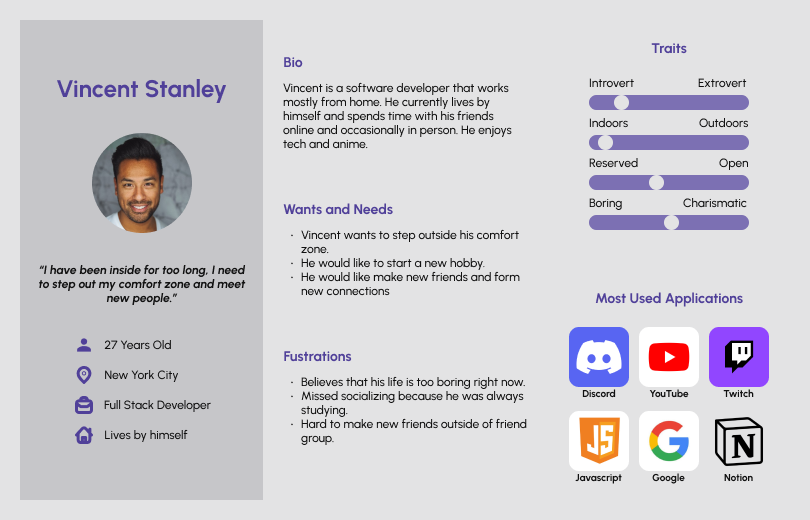 Vincent Stanley
“I have been inside for too long, I need
to step out my comfort zone and meet
new people.”
27 Years Old
New York City
Full Stack Developer
Lives by himself
Bio
Vincent is a software developer that works
mostly from home. He currently lives by
himself and spends time with his friends
online and occasionally in person. He enjoys
tech and anime.
Wants and Needs
· Vincent wants to step outside his comfort
zone.
· He would like to start a new hobby.
· He would like make new friends and form
new connections
Fustrations
· Believes that his life is too boring right now.
· Missed socializing because he was always
studying.
· Hard to make new friends outside of friend
group.
Traits
Introvert Extrovert
Indoors Outdoors
Reserved Open
Boring Charismatic
Most Used Applications
Discord YouTube Twitch
JS G N
Javascript Google Notion